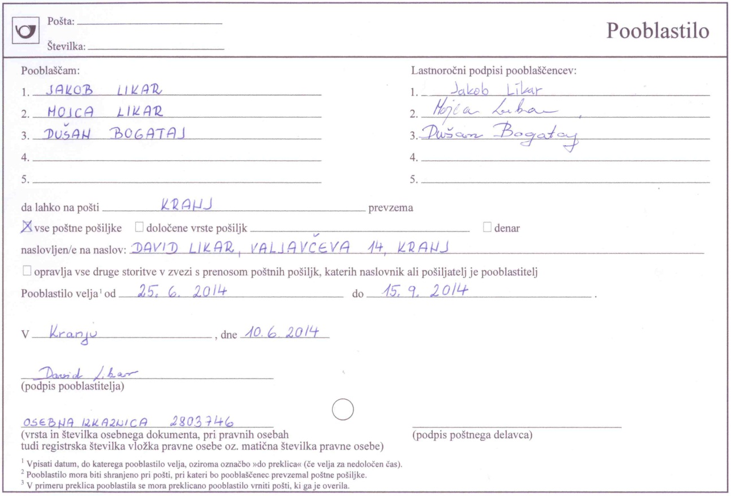 Pošta:
Številka:
Pooblastilo
Pooblaščam:
1. JAKOB LIKAR
2. MOJCA LIKAR
3. DUŠAN BOGATAJ
4.
5.
Lastnoročni podpisi pooblaščencev:
1. Jakob Likar
2. Mojca Likar
3. Dušan Bogataj
4.
5.
da lahko na pošti KRANJ prevzema
X vse poštne pošiljke določene vrste pošiljk denar
naslovljen/e na naslov: DAVID LIKAR, VALJAVČEVA 14, KRANJ
opravlja vse druge storitve v zvezi s prenosom poštnih pošiljk, katerih naslovnik ali pošiljatelj je pooblastitelj
Pooblastilo velja¹ od 25. 6. 2014 do 15. 9. 2014 .
V Kranju , dne 10.6.2014
David Likar
(podpis pooblastitelja)
OSEBNA IZKAZNICA 2803746
(vrsta in številka osebnega dokumenta, pri pravnih osebah
tudi registrska številka vložka pravne osebe oz. matična številka pravne osebe)
(podpis poštnega delavca)
¹ Vpisati datum, do katerega pooblastilo velja, oziroma označbo »do preklica« (če velja za nedoločen čas).
² Pooblastilo mora biti shranjeno pri pošti, pri kateri bo pooblaščenec prevzemal poštne pošiljke.
³ V primeru preklica pooblastila se mora preklicano pooblastilo vrniti pošti, ki ga je overila.